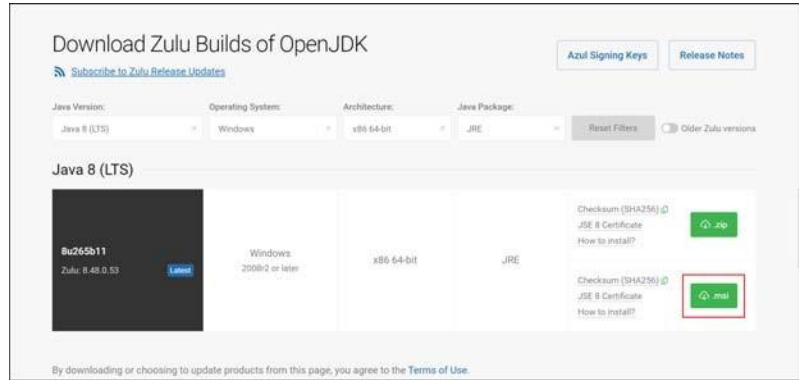 Download Zulu Builds of OpenJDK
Subscribe to Zulu Release Updates
Azul Signing Keys
Release Notes
Java Version:
Operating System:
Architecture:
Java Package:
Java 8 (LTS)
Windows
x86 64-bit
JRE
Reset Filters
Older Zulu versions
Java 8 (LTS)
8u265b11
Zulu: 8.48.0.53
Latest
Windows
2008r2 or later
x86 64-bit
JRE
Checksum (SHA256)
JSE 8 Certificate
How to install?
.zip
Checksum (SHA256)
JSE 8 Certificate
How to install?
.msi
By downloading or choosing to update products from this page, you agree to the Terms of Use.